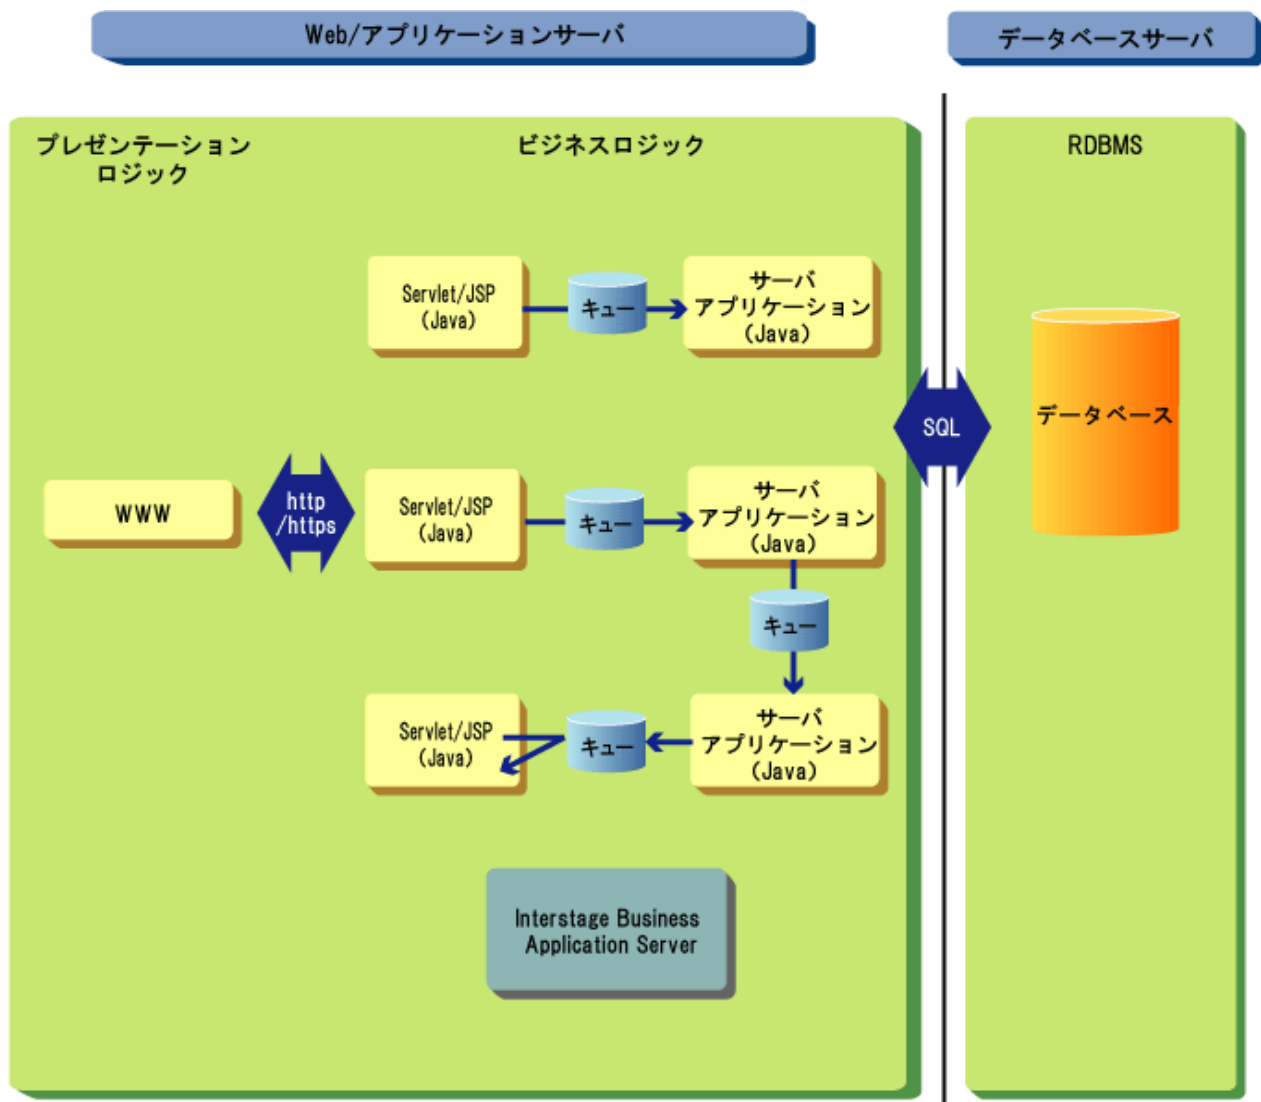 Web/アプリケーションサーバ
データベースサーバ
プレゼンテーション
ロジック
ビジネスロジック
RDBMS
Servlet/JSP
(Java)
キュー
サーバ
アプリケーション
(Java)
データベース
SQL
WWW
http
/https
Servlet/JSP
(Java)
キュー
サーバ
アプリケーション
(Java)
キュー
Servlet/JSP
(Java)
キュー
サーバ
アプリケーション
(Java)
Interstage Business
Application Server